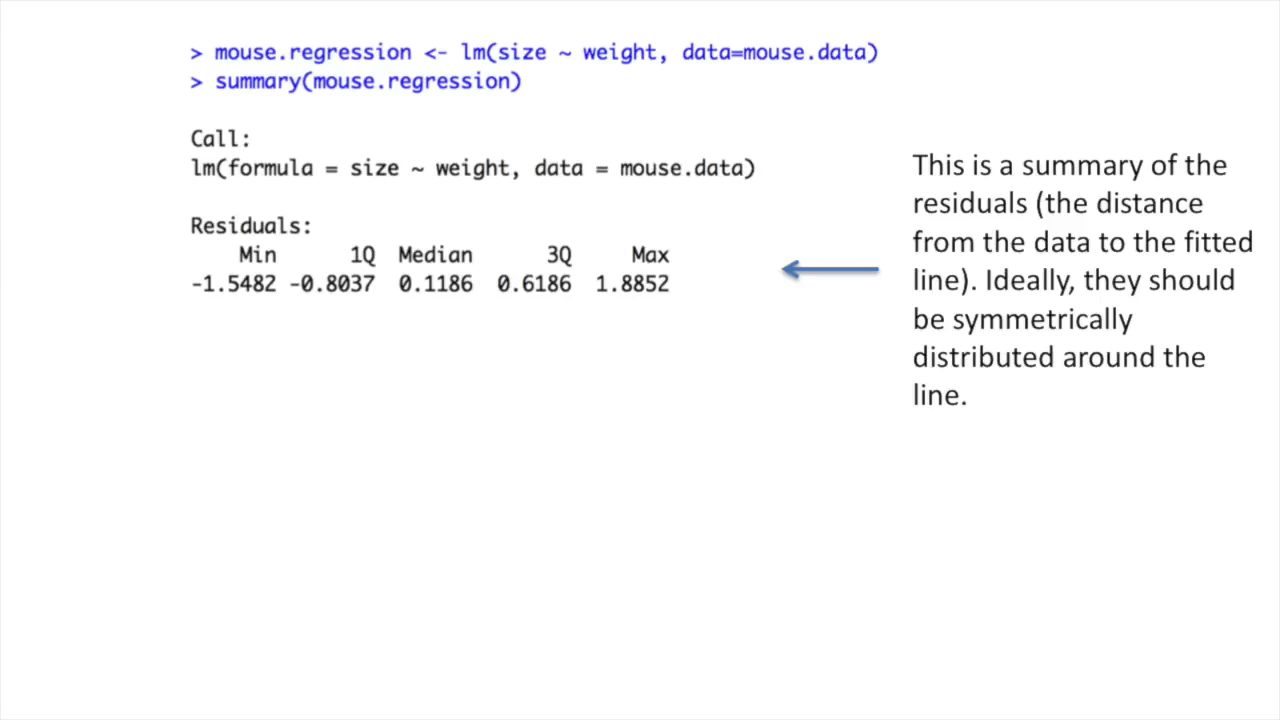 > mouse.regression <- lm(size ~ weight, data=mouse.data)
> summary(mouse.regression)
Call:
lm(formula = size ~ weight, data = mouse.data)
Residuals:
Min 1Q Median 3Q Max
-1.5482 -0.8037 0.1186 0.6186 1.8852
This is a summary of the
residuals (the distance
from the data to the fitted
line). Ideally, they should
be symmetrically
distributed around the
line.